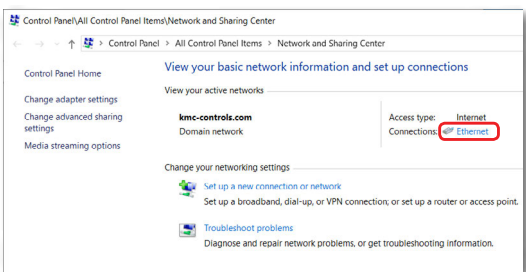 Control Panel\All Control Panel Items\Network and Sharing Center
Control Panel > All Control Panel Items > Network and Sharing Center
Control Panel Home
Change adapter settings
Change advanced sharing
settings
Media streaming options
View your basic network information and set up connections
View your active networks
kmc-controls.com
Domain network
Access type: Internet
Connections: Ethernet
Change your networking settings
Set up a new connection or network
Set up a broadband, dial-up, or VPN connection; or set up a router or access point.
Troubleshoot problems
Diagnose and repair network problems, or get troubleshooting information.